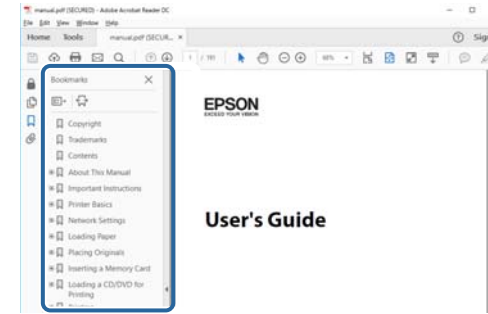 manual.pdf (SECURED) - Adobe Acrobat Reader DC
File Edit View Window Help
Home Tools manual.pdf (SECUR... × Sign
Bookmarks
Copyright
Trademarks
Contents
About This Manual
Important Instructions
Printer Basics
Network Settings
Loading Paper
Placing Originals
Inserting a Memory Card
Loading a CD/DVD for
Printing
EPSON
EXCEED YOUR VISION
User's Guide